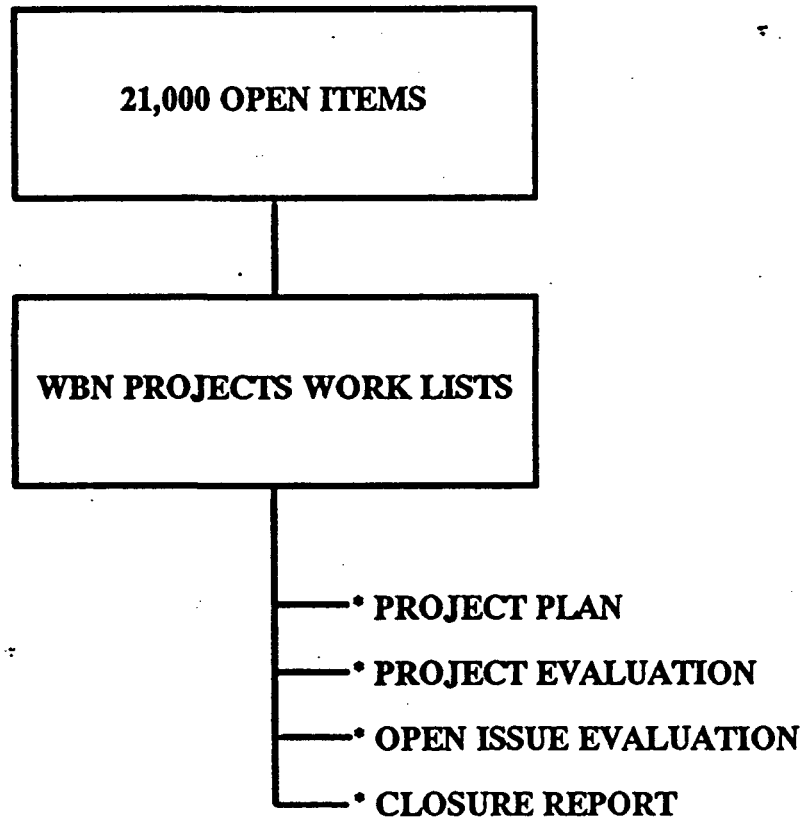 21,000 OPEN ITEMS
WBN PROJECTS WORK LISTS
* PROJECT PLAN
* PROJECT EVALUATION
* OPEN ISSUE EVALUATION
* CLOSURE REPORT